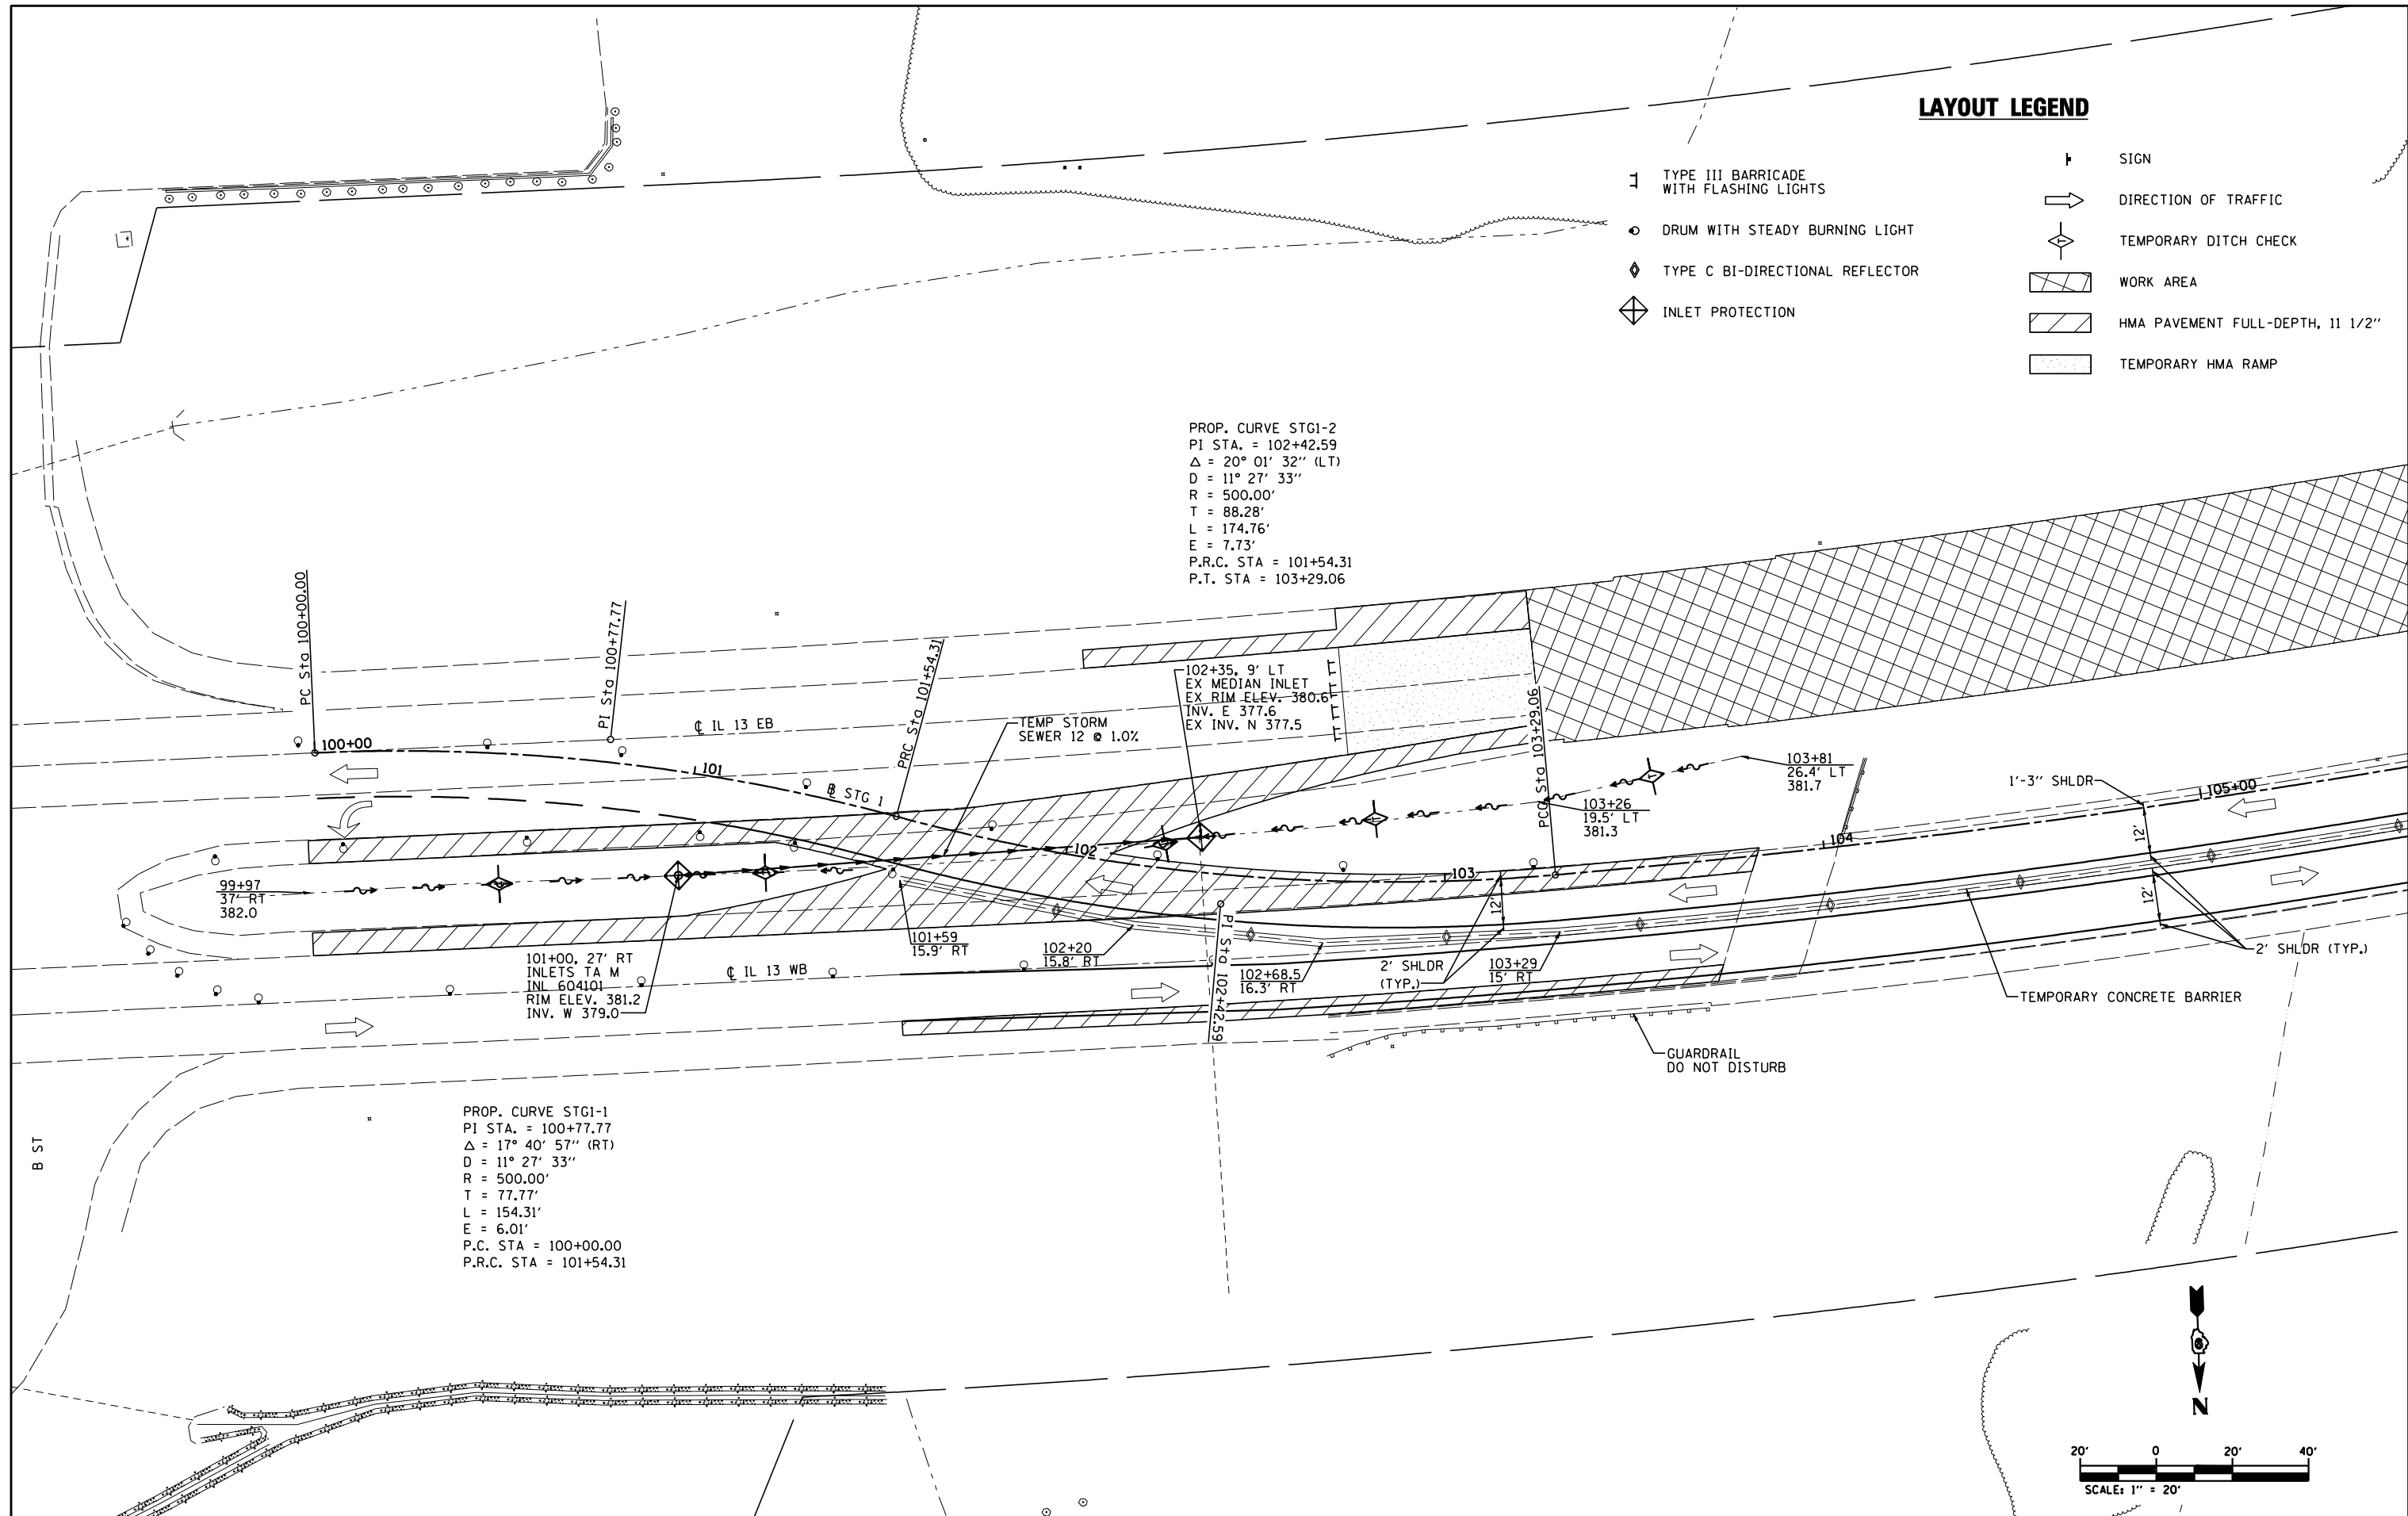 LAYOUT LEGEND
TYPE III BARRICADE
WITH FLASHING LIGHTS
DRUM WITH STEADY BURNING LIGHT
TYPE C BI-DIRECTIONAL REFLECTOR
INLET PROTECTION
SIGN
DIRECTION OF TRAFFIC
TEMPORARY DITCH CHECK
WORK AREA
HMA PAVEMENT FULL-DEPTH, 11 1/2''
TEMPORARY HMA RAMP
PROP. CURVE STG1-2
PI STA. = 102+42.59
Δ = 20° 01' 32'' (LT)
D = 11° 27' 33''
R = 500.00'
T = 88.28'
L = 174.76'
E = 7.73'
P.R.C. STA = 101+54.31
P.T. STA = 103+29.06
PC Sta 100+00.00
PI Sta 100+77.77
PRC Sta 101+54.31
102+35, 9' LT
EX MEDIAN INLET
EX RIM ELEV. 380.6
INV. E 377.6
EX INV. N 377.5
PCC Sta 103+29.06
℄ IL 13 EB
TEMP STORM
SEWER 12 @ 1.0%
100+00
101
℄ STG 1
102
103
104
105+00
103+81
26.4' LT
381.7
103+26
19.5' LT
381.3
1'-3'' SHLDR
12'
12'
12'
99+97
37' RT
382.0
101+59
15.9' RT
102+20
15.8' RT
101+00, 27' RT
INLETS TA M
INL 604101
RIM ELEV. 381.2
INV. W 379.0
℄ IL 13 WB
PI Sta 102+42.59
102+68.5
16.3' RT
2' SHLDR
(TYP.)
103+29
15' RT
2' SHLDR (TYP.)
TEMPORARY CONCRETE BARRIER
GUARDRAIL
DO NOT DISTURB
B ST
PROP. CURVE STG1-1
PI STA. = 100+77.77
Δ = 17° 40' 57'' (RT)
D = 11° 27' 33''
R = 500.00'
T = 77.77'
L = 154.31'
E = 6.01'
P.C. STA = 100+00.00
P.R.C. STA = 101+54.31
N
20' 0 20' 40'
SCALE: 1'' = 20'